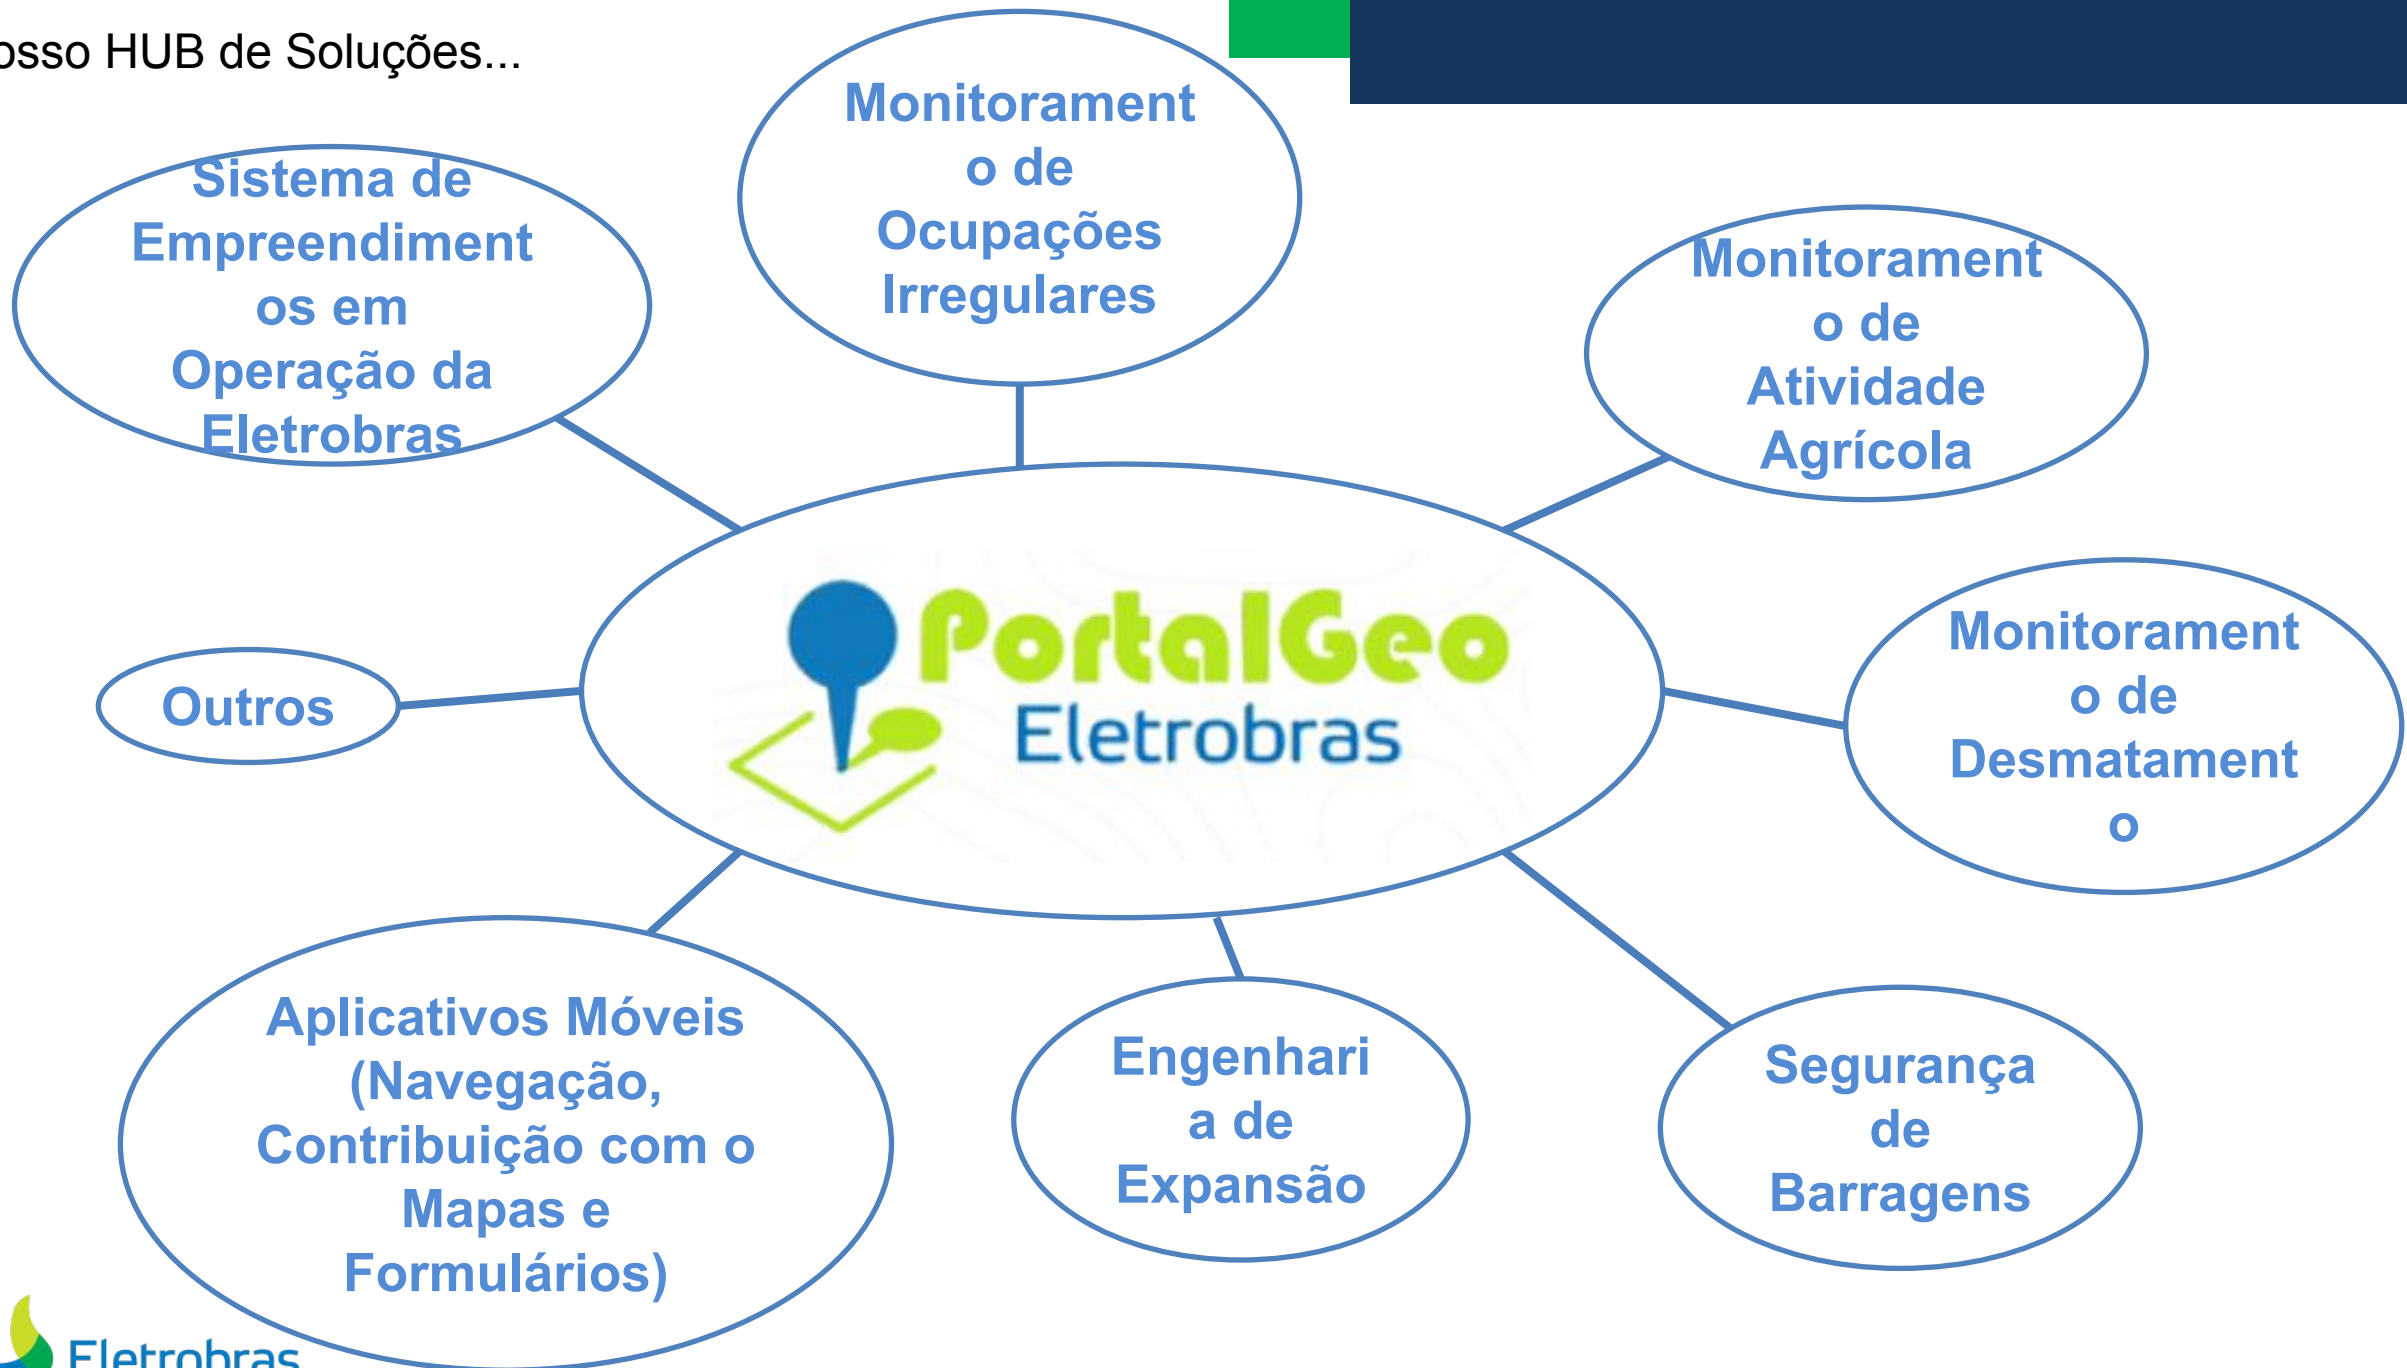 osso HUB de Soluções...
Monitorament
o de
Ocupações
Irregulares
Sistema de
Empreendiment
os em
Operação da
Eletrobras
Monitorament
o de
Atividade
Agrícola
PortalGeo
Eletrobras
Monitorament
o de
Desmatament
o
Outros
Aplicativos Móveis
(Navegação,
Contribuição com o
Mapas e
Formulários)
Engenhari
a de
Expansão
Segurança
de
Barragens
Eletrobras